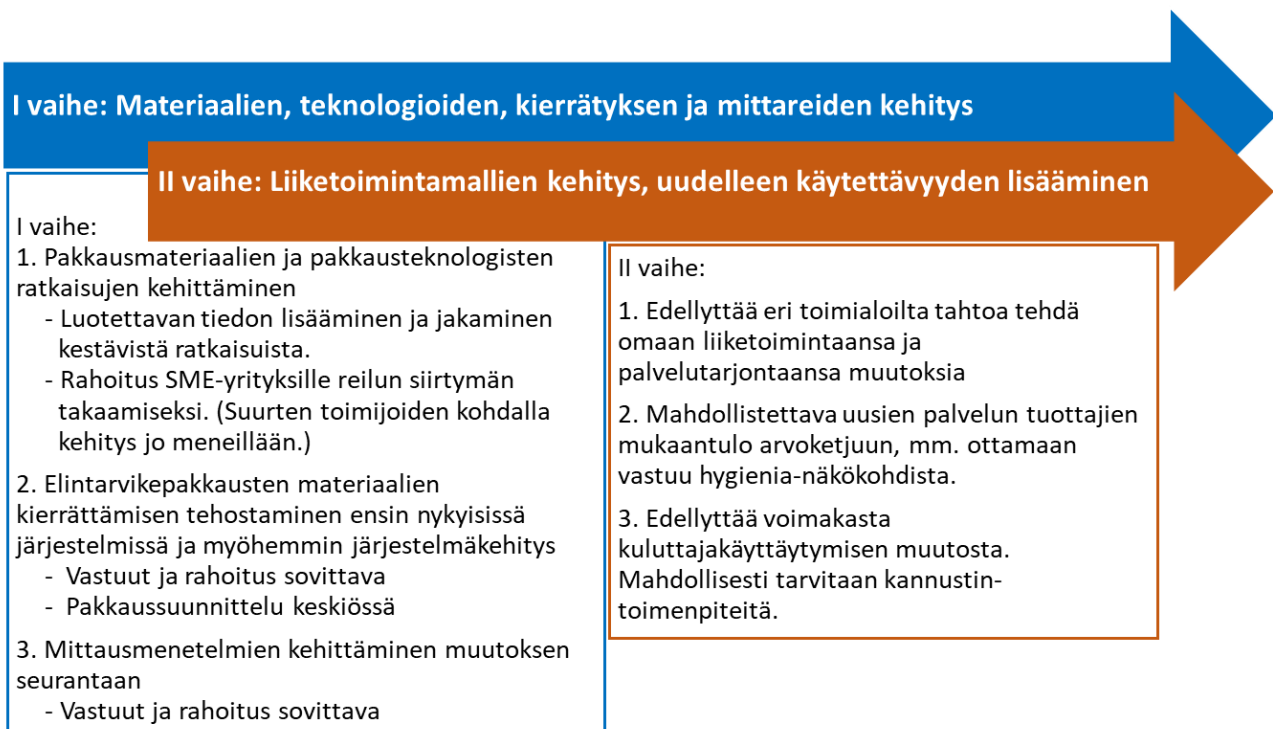 I vaihe: Materiaalien, teknologioiden, kierrätyksen ja mittareiden kehitys
II vaihe: Liiketoimintamallien kehitys, uudelleen käytettävyyden lisääminen
I vaihe:
1. Pakkausmateriaalien ja pakkausteknologisten
ratkaisujen kehittäminen
- Luotettavan tiedon lisääminen ja jakaminen
kestävistä ratkaisuista.
- Rahoitus SME-yrityksille reilun siirtymän
takaamiseksi. (Suurten toimijoiden kohdalla
kehitys jo meneillään.)
2. Elintarvikepakkausten materiaalien
kierrättämisen tehostaminen ensin nykyisissä
järjestelmissä ja myöhemmin järjestelmäkehitys
- Vastuut ja rahoitus sovittava
- Pakkaussuunnittelu keskiössä
3. Mittausmenetelmien kehittäminen muutoksen
seurantaan
- Vastuut ja rahoitus sovittava
II vaihe:
1. Edellyttää eri toimialoilta tahtoa tehdä
omaan liiketoimintaansa ja
palvelutarjontaansa muutoksia
2. Mahdollistettava uusien palvelun tuottajien
mukaantulo arvoketjuun, mm. ottamaan
vastuu hygienia-näkökohdista.
3. Edellyttää voimakasta
kuluttajakäyttäytymisen muutosta.
Mahdollisesti tarvitaan kannustin-
toimenpiteitä.